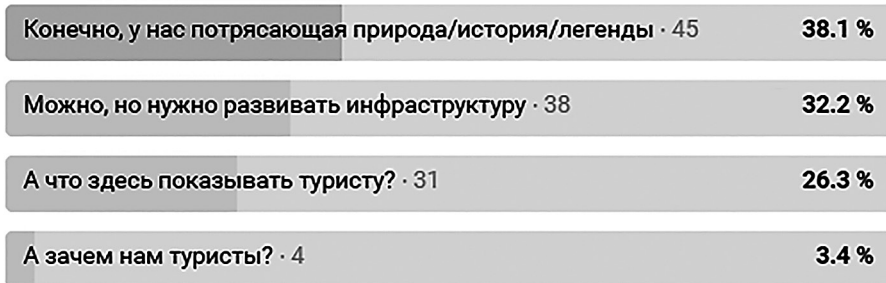 Конечно, у нас потрясающая природа/история/легенды · 45 38.1 %
Можно, но нужно развивать инфраструктуру · 38 32.2 %
А что здесь показывать туристу? · 31 26.3 %
А зачем нам туристы? · 4 3.4 %